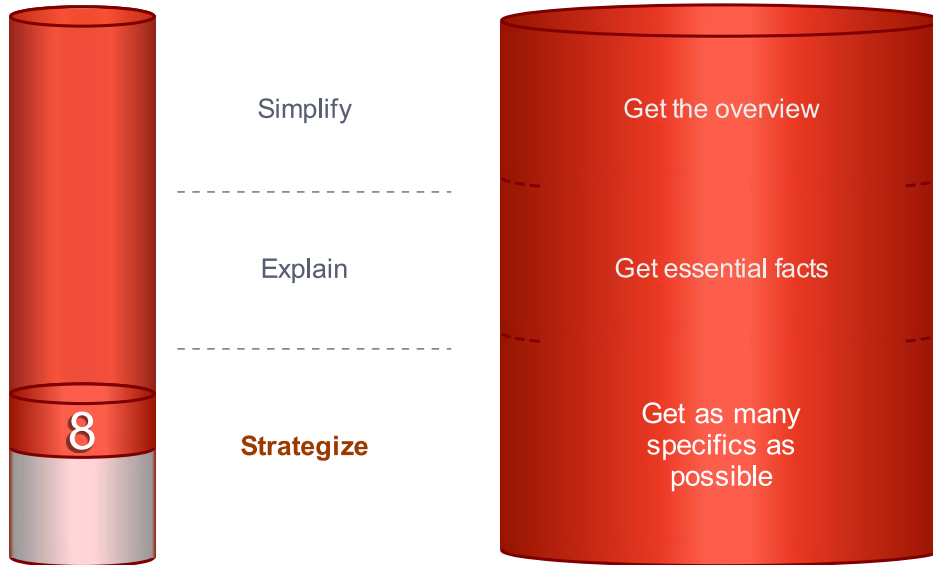 Simplify
Get the overview
Explain
Get essential facts
8
Strategize
Get as many
specifics as
possible